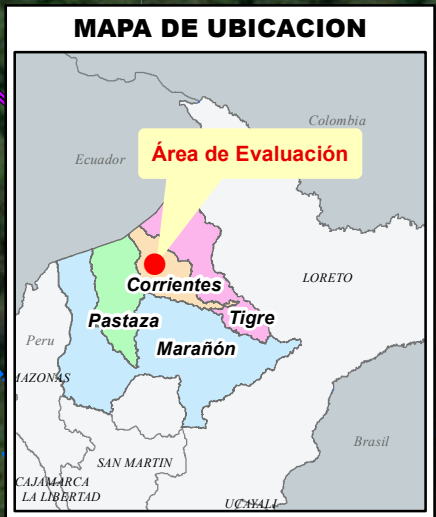 MAPA DE UBICACION
Colombia
Ecuador
Área de Evaluación
LORETO
Corrientes
Pastaza
Tigre
Peru
Marañón
MAZONAS
Brasil
SAN MARTIN
CAJAMARCA
LA LIBERTAD
UCAYALI